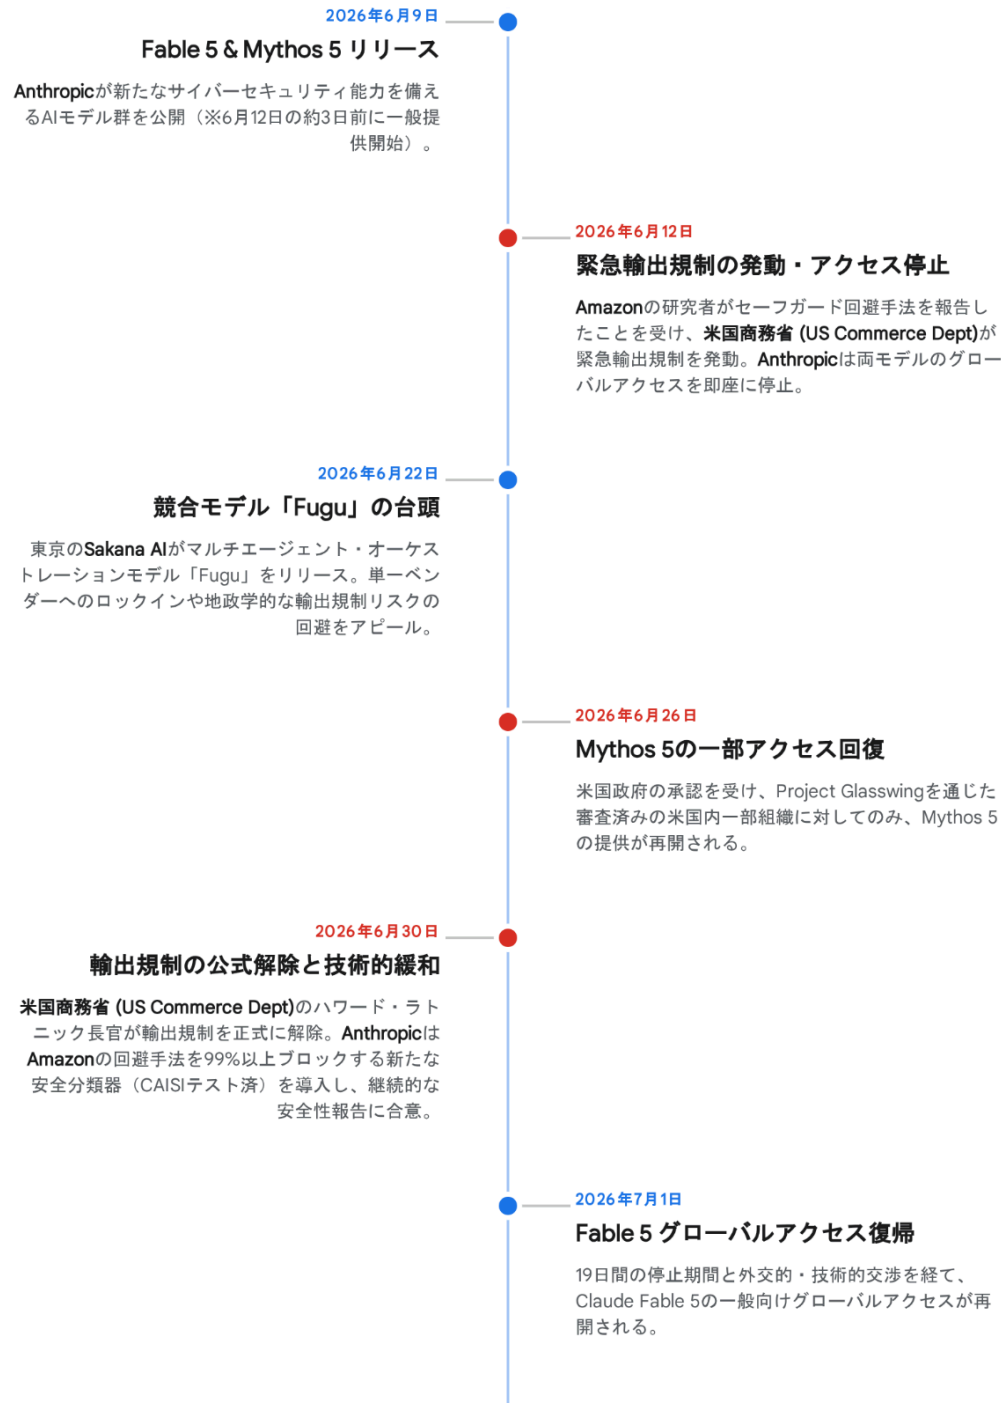 2026年6月9日
Fable 5 & Mythos 5 リリース
Anthropicが新たなサイバーセキュリティ能力を備え
るAIモデル群を公開（※6月12日の約3日前に一般提
供開始）。
2026年6月12日
緊急輸出規制の発動・アクセス停止
Amazonの研究者がセーフガード回避手法を報告し
たことを受け、米国商務省 (US Commerce Dept)が
緊急輸出規制を発動。Anthropicは両モデルのグロー
バルアクセスを即座に停止。
2026年6月22日
競合モデル「Fugu」の台頭
東京のSakana AIがマルチエージェント・オーケス
トレーションモデル「Fugu」をリリース。単一ベン
ダーへのロックインや地政学的な輸出規制リスクの
回避をアピール。
2026年6月26日
Mythos 5の一部アクセス回復
米国政府の承認を受け、Project Glasswingを通じた
審査済みの米国内一部組織に対してのみ、Mythos 5
の提供が再開される。
2026年6月30日
輸出規制の公式解除と技術的緩和
米国商務省 (US Commerce Dept)のハワード・ラト
ニック長官が輸出規制を正式に解除。Anthropicは
Amazonの回避手法を99%以上ブロックする新たな
安全分類器（CAISIテスト済）を導入し、継続的な
安全性報告に合意。
2026年7月1日
Fable 5 グローバルアクセス復帰
19日間の停止期間と外交的・技術的交渉を経て、
Claude Fable 5の一般向けグローバルアクセスが再
開される。